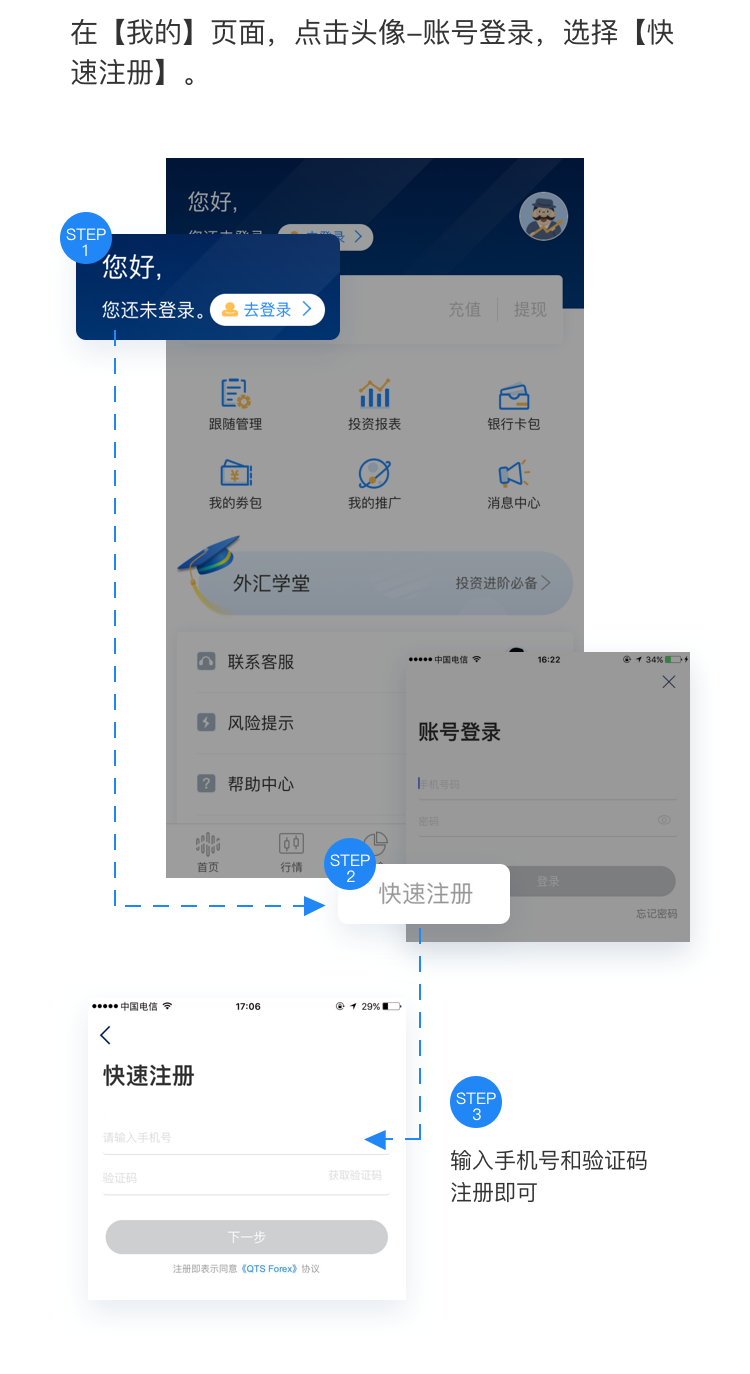 在【我的】页面，点击头像–账号登录，选择【快
速注册】。
您好,
STEP
1
您好,
您还未登录。 去登录
充值 提现
跟随管理 投资报表 银行卡包
我的券包 我的推广 消息中心
外汇学堂 投资进阶必备
联系客服
中国电信 16:22 34%
账号登录
风险提示
手机号码
帮助中心
密码
首页 行情
STEP
2
快速注册
登录
忘记密码
中国电信 17:06 29%
快速注册
请输入手机号
验证码 获取验证码
下一步
注册即表示同意《QTS Forex》协议
STEP
3
输入手机号和验证码
注册即可